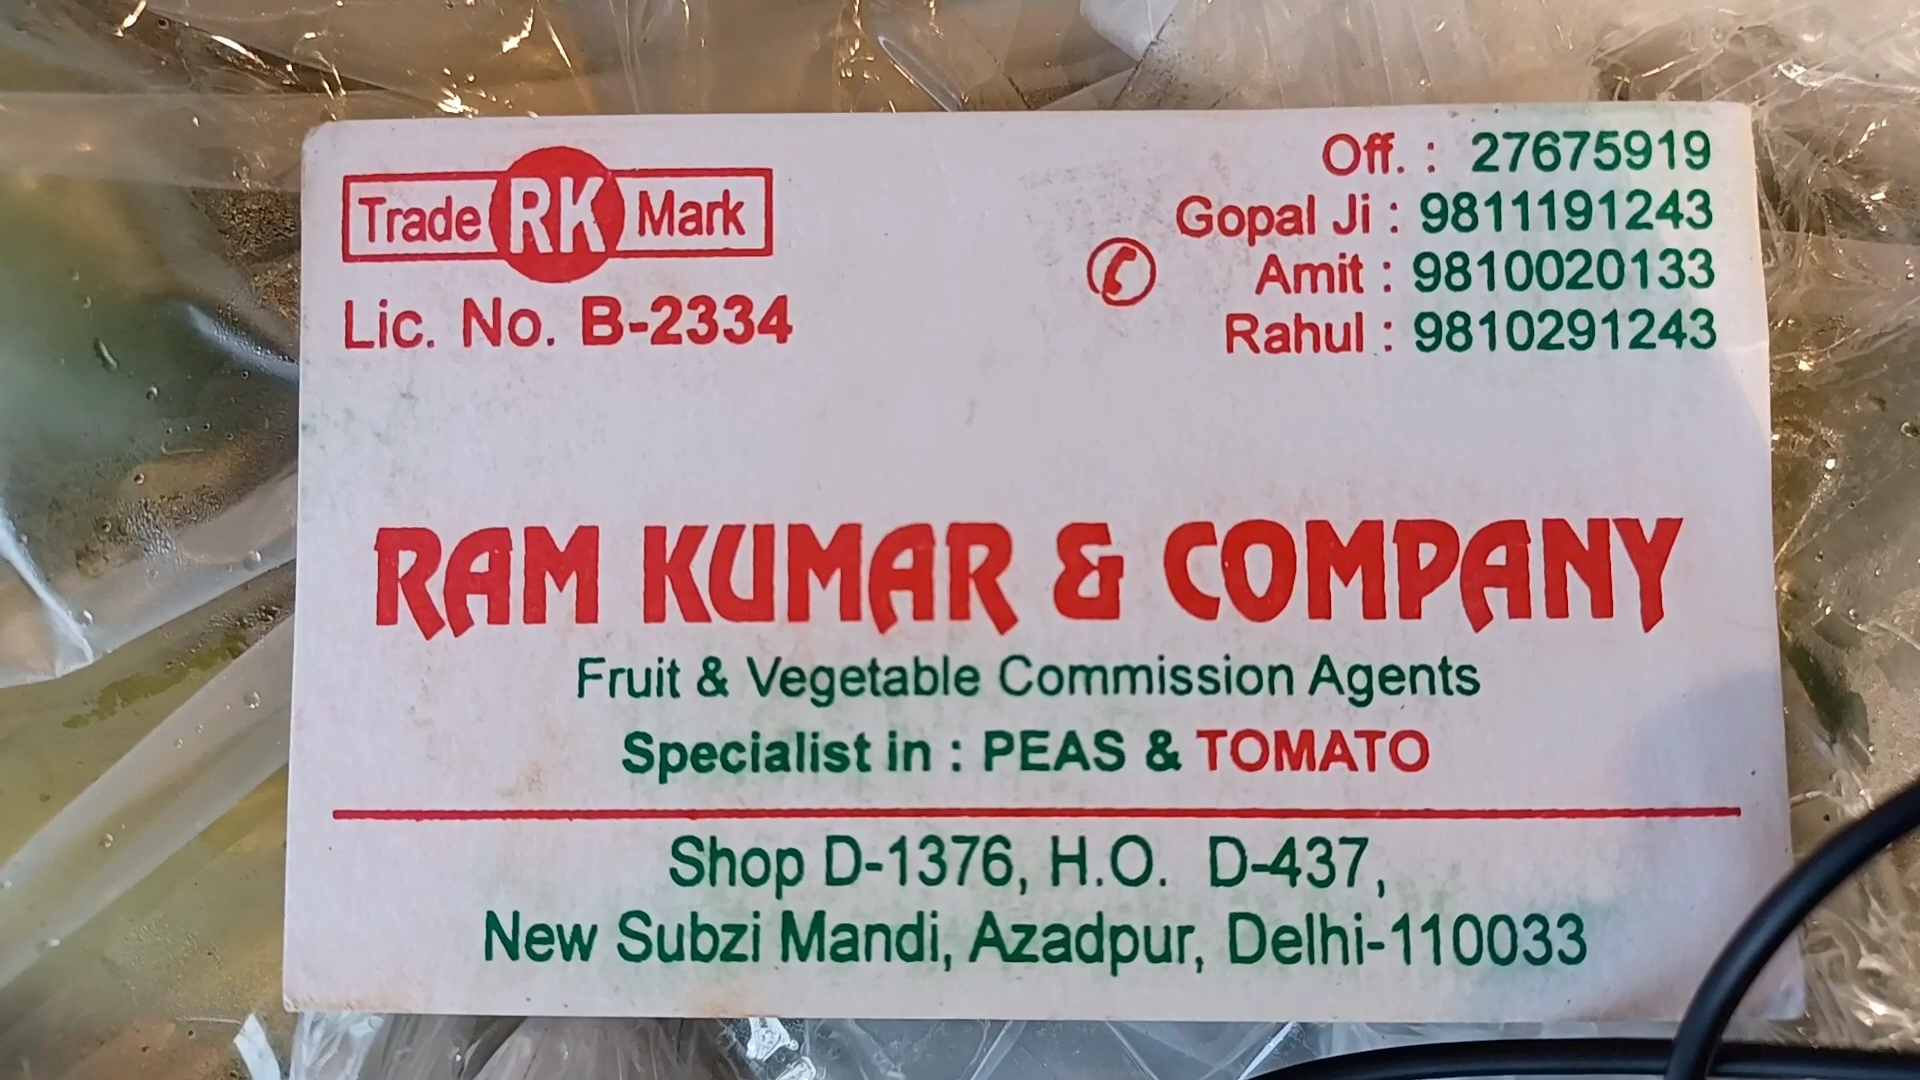 Trade RK Mark
Lic. No. B-2334
Off. : 27675919
Gopal Ji : 9811191243
Amit : 9810020133
Rahul : 9810291243
RAM KUMAR & COMPANY
Fruit & Vegetable Commission Agents
Specialist in : PEAS & TOMATO
Shop D-1376, H.O. D-437,
New Subzi Mandi, Azadpur, Delhi-110033